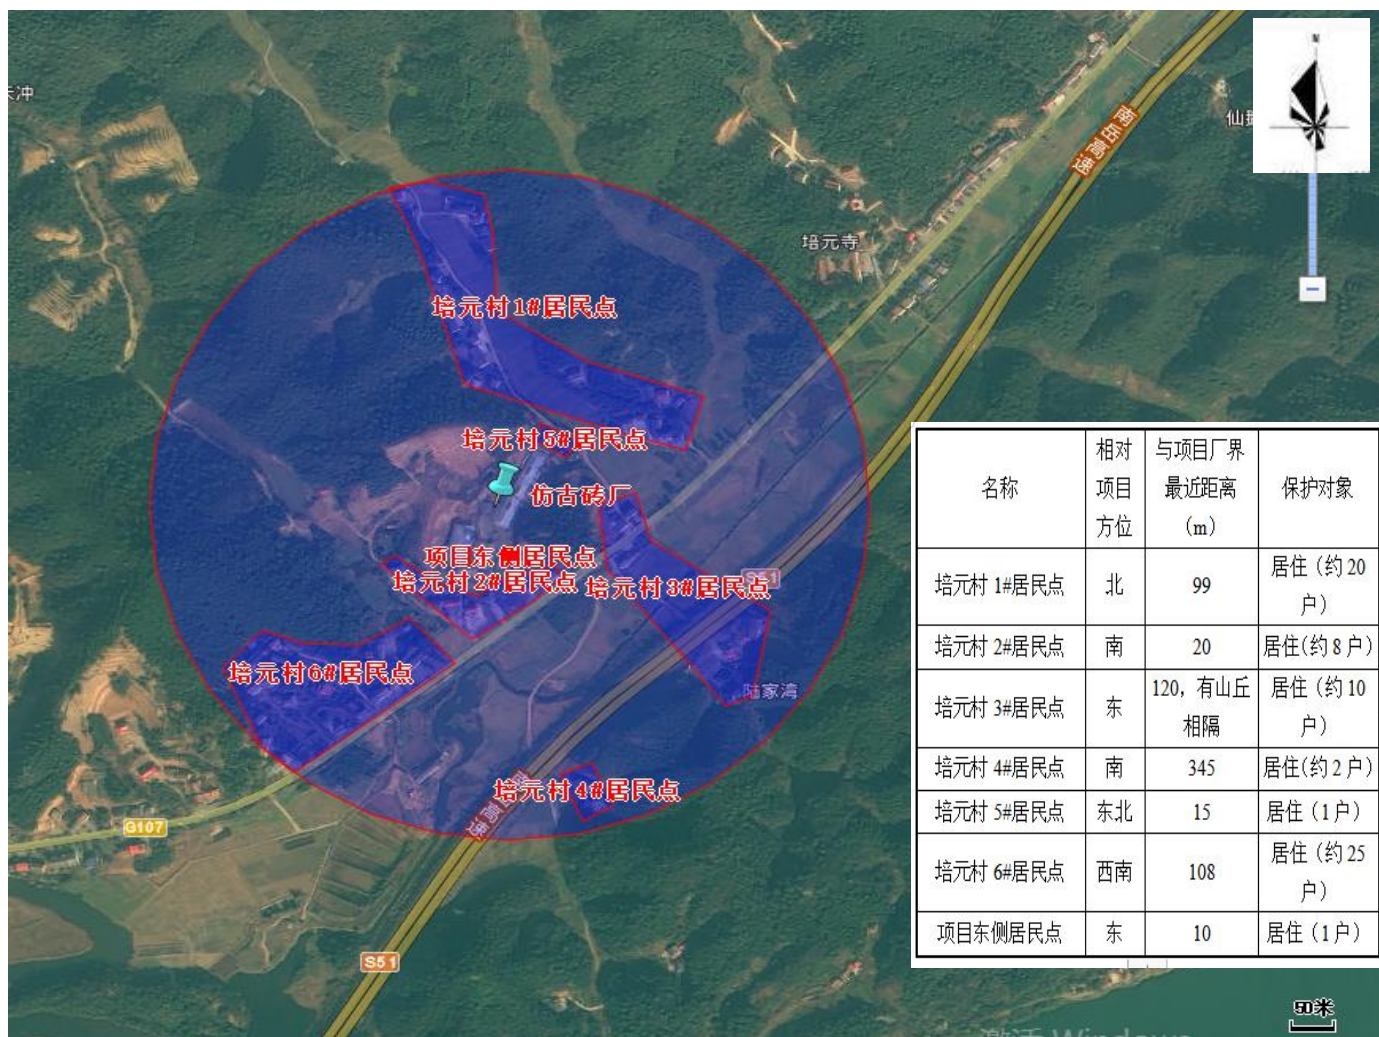 N
南岳高速
培元寺
培元村1#居民点
培元村5#居民点
仿古砖厂
项目东侧居民点
培元村2#居民点
培元村3#居民点
S51
培元村6#居民点
陆家湾
培元村4#居民点
高速
G107
S51
名称 相对项目方位 与项目厂界最近距离（m） 保护对象
培元村 1#居民点 北 99 居住（约 20 户）
培元村 2#居民点 南 20 居住(约 8 户)
培元村 3#居民点 东 120，有山丘相隔 居住（约 10 户）
培元村 4#居民点 南 345 居住(约 2 户)
培元村 5#居民点 东北 15 居住（1 户）
培元村 6#居民点 西南 108 居住（约 25 户）
项目东侧居民点 东 10 居住（1 户）
50米
激活 Windows